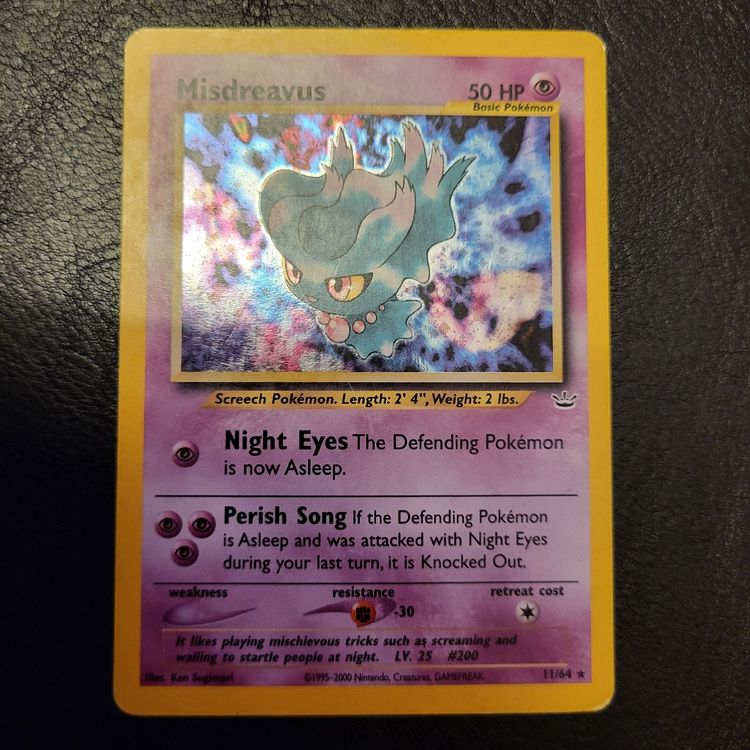 Misdreavus 50 HP
Basic Pokémon
Screech Pokémon. Length: 2' 4", Weight: 2 lbs.
Night Eyes The Defending Pokémon
is now Asleep.
Perish Song If the Defending Pokémon
is Asleep and was attacked with Night Eyes
during your last turn, it is Knocked Out.
weakness resistance retreat cost
-30
It likes playing mischievous tricks such as screaming and
wailing to startle people at night. LV. 25 #200
Illus. Ken Sugimori ©1995-2000 Nintendo, Creatures, GAMEFREAK 11/64 ★